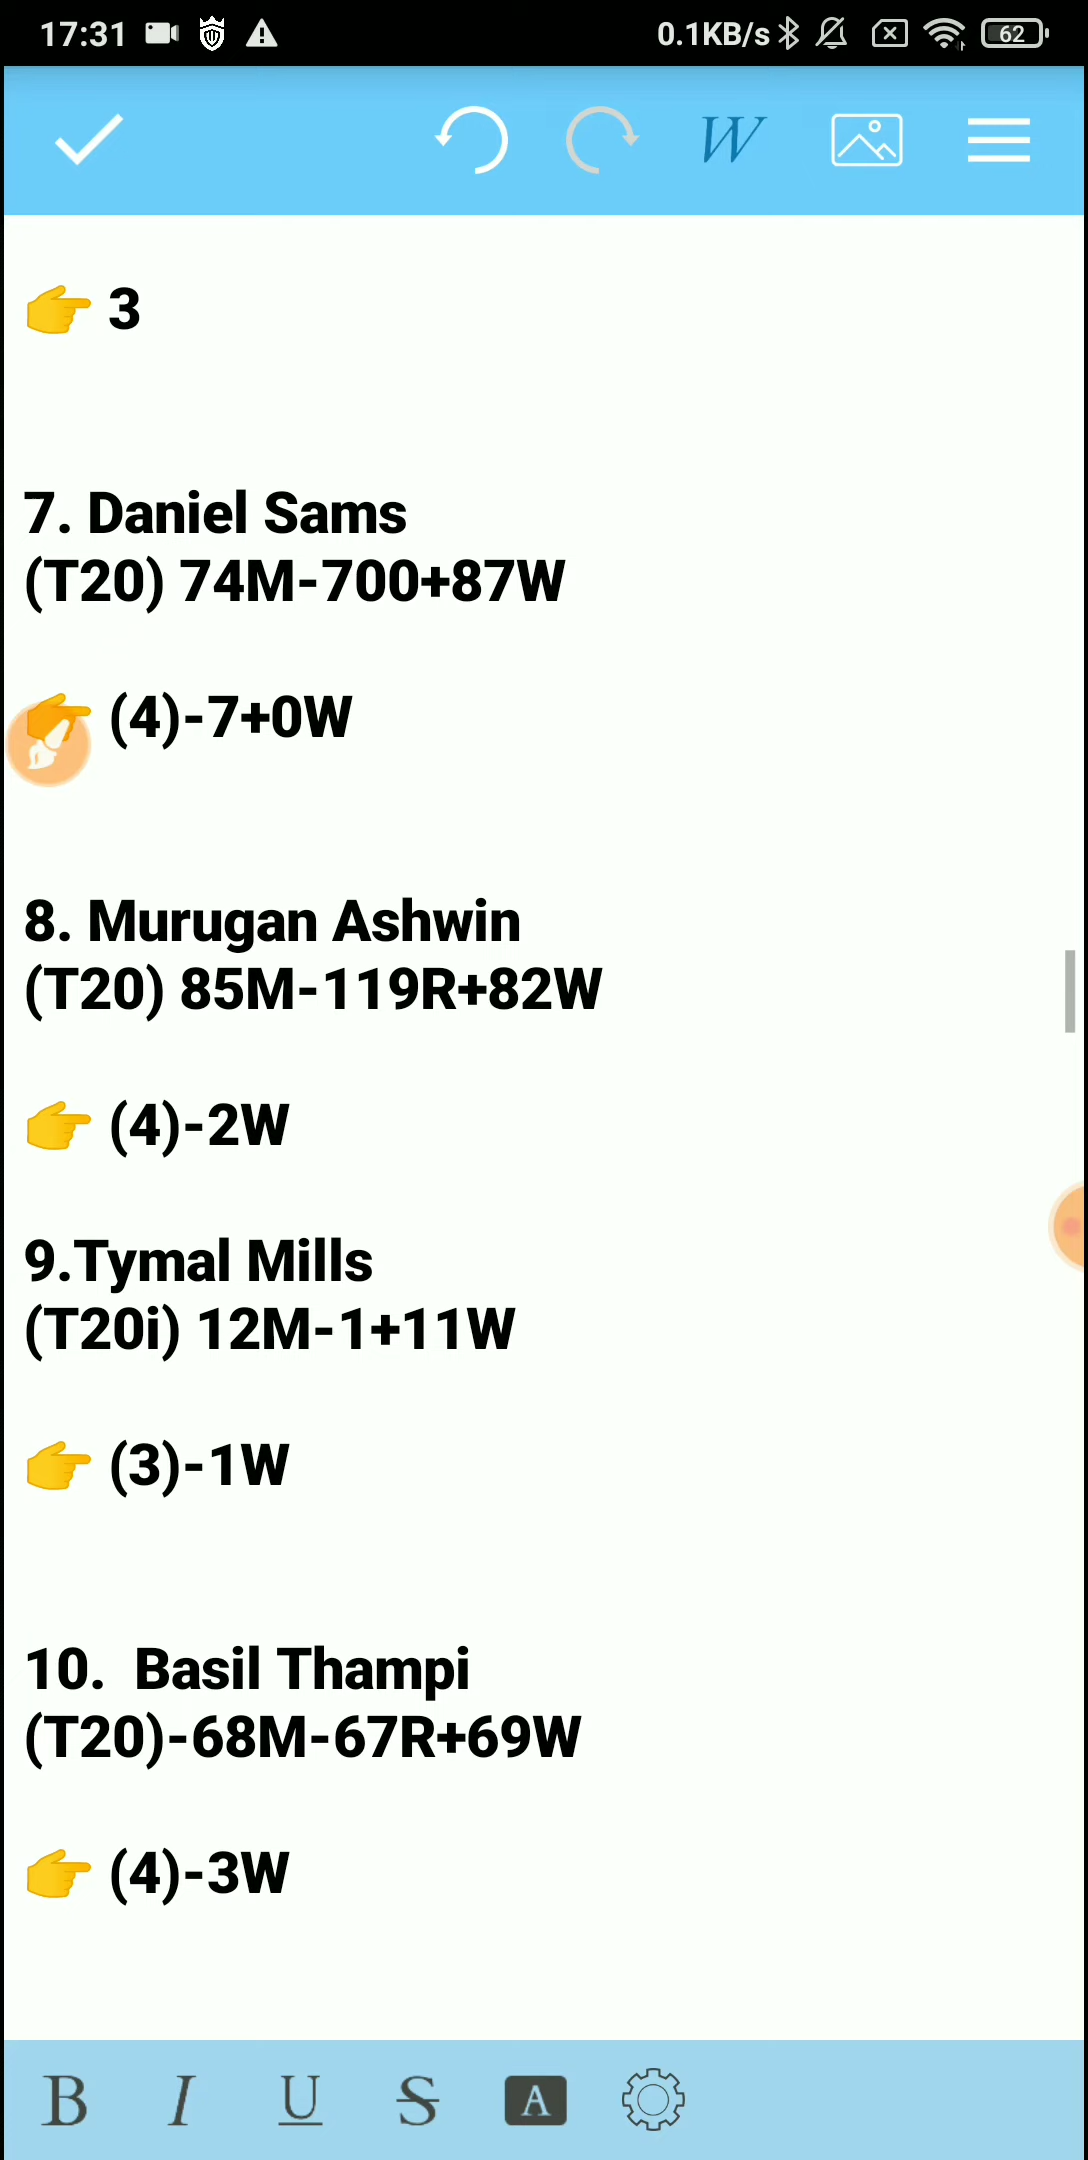 17:31 0.1KB/s 62
W
👉 3
7. Daniel Sams
(T20) 74M-700+87W
👉 (4)-7+0W
8. Murugan Ashwin
(T20) 85M-119R+82W
👉 (4)-2W
9.Tymal Mills
(T20i) 12M-1+11W
👉 (3)-1W
10. Basil Thampi
(T20)-68M-67R+69W
👉 (4)-3W
B I U S A